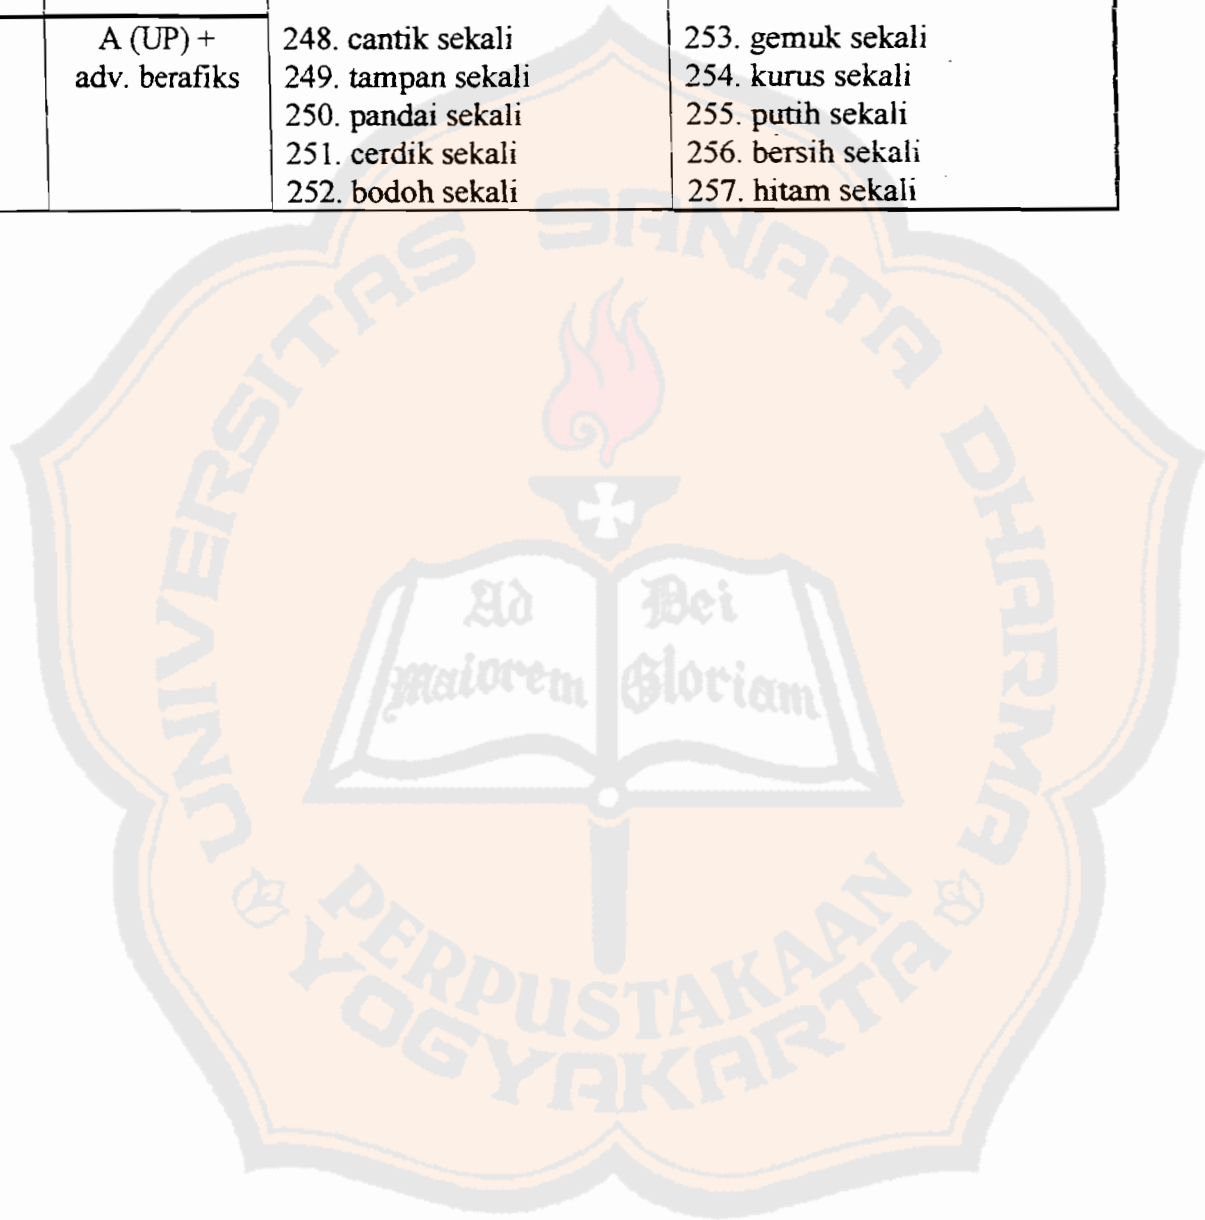 A (UP) +
adv. berafiks
248. cantik sekali
249. tampan sekali
250. pandai sekali
251. cerdik sekali
252. bodoh sekali
253. gemuk sekali
254. kurus sekali
255. putih sekali
256. bersih sekali
257. hitam sekali
UNIVERSITAS SANATA DHARMA
Ad
Maiorem
Dei
Gloriam
PERPUSTAKAAN
YOGYAKARTA